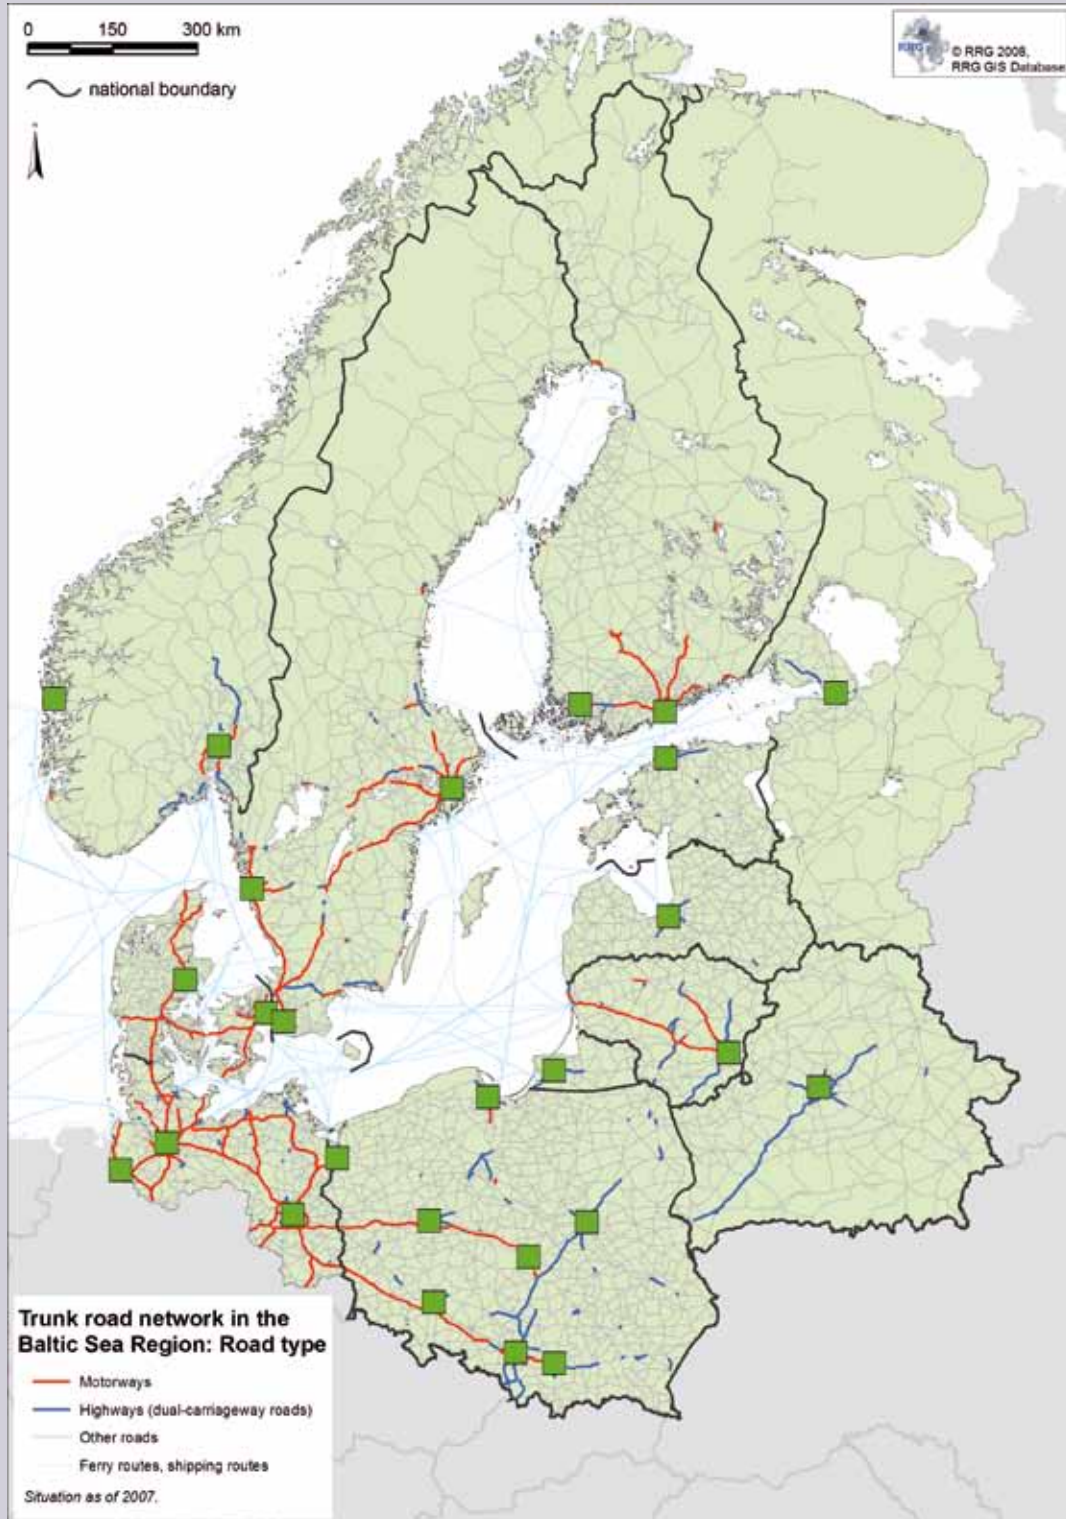 0 150 300 km
national boundary
RRG
© RRG 2008,
RRG GIS Database
Trunk road network in the
Baltic Sea Region: Road type
Motorways
Highways (dual-carriageway roads)
Other roads
Ferry routes, shipping routes
Situation as of 2007.